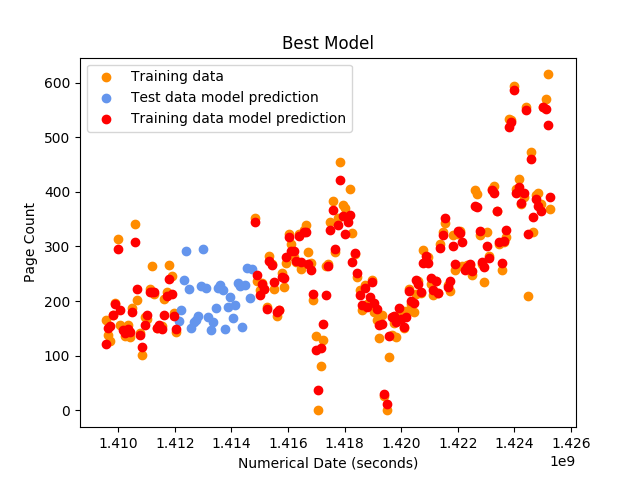 Best Model
Training data
Test data model prediction
Training data model prediction
600
500
400
300
200
100
0
Page Count
1.410 1.412 1.414 1.416 1.418 1.420 1.422 1.424 1.426
1e9
Numerical Date (seconds)